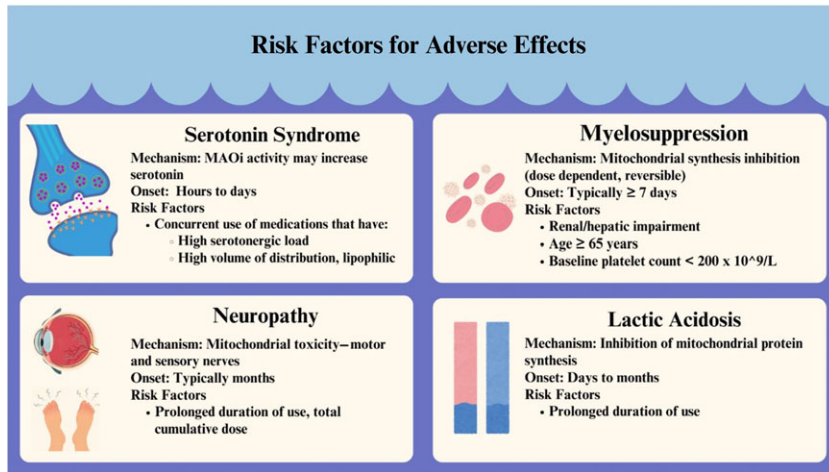 Risk Factors for Adverse Effects
Serotonin Syndrome
Mechanism: MAOi activity may increase
serotonin
Onset:  Hours to days
Risk Factors
• Concurrent use of medications that have:
◦ High serotonergic load
◦ High volume of distribution, lipophilic
Myelosuppression
Mechanism: Mitochondrial synthesis inhibition
(dose dependent, reversible)
Onset: Typically ≥ 7 days
Risk Factors
• Renal/hepatic impairment
• Age ≥ 65 years
• Baseline platelet count < 200 x 10^9/L
Neuropathy
Mechanism: Mitochondrial toxicity—motor
and sensory nerves
Onset: Typically months
Risk Factors
• Prolonged duration of use, total
cumulative dose
Lactic Acidosis
Mechanism: Inhibition of mitochondrial protein
synthesis
Onset: Days to months
Risk Factors
• Prolonged duration of use